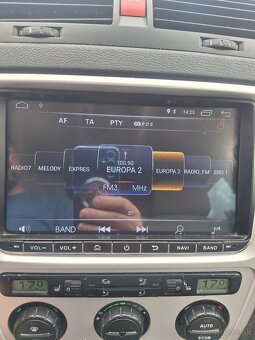 14:23
AF TA PTY RDS
RADIO7 MELODY EXPRES 100.90 EUROPA 2 EUROPA 2 RADIO_FM SRO 1
FM3 MHz
ST
BAND
VOL− VOL+ NAVI BAND
17.0 17.0
AUTO